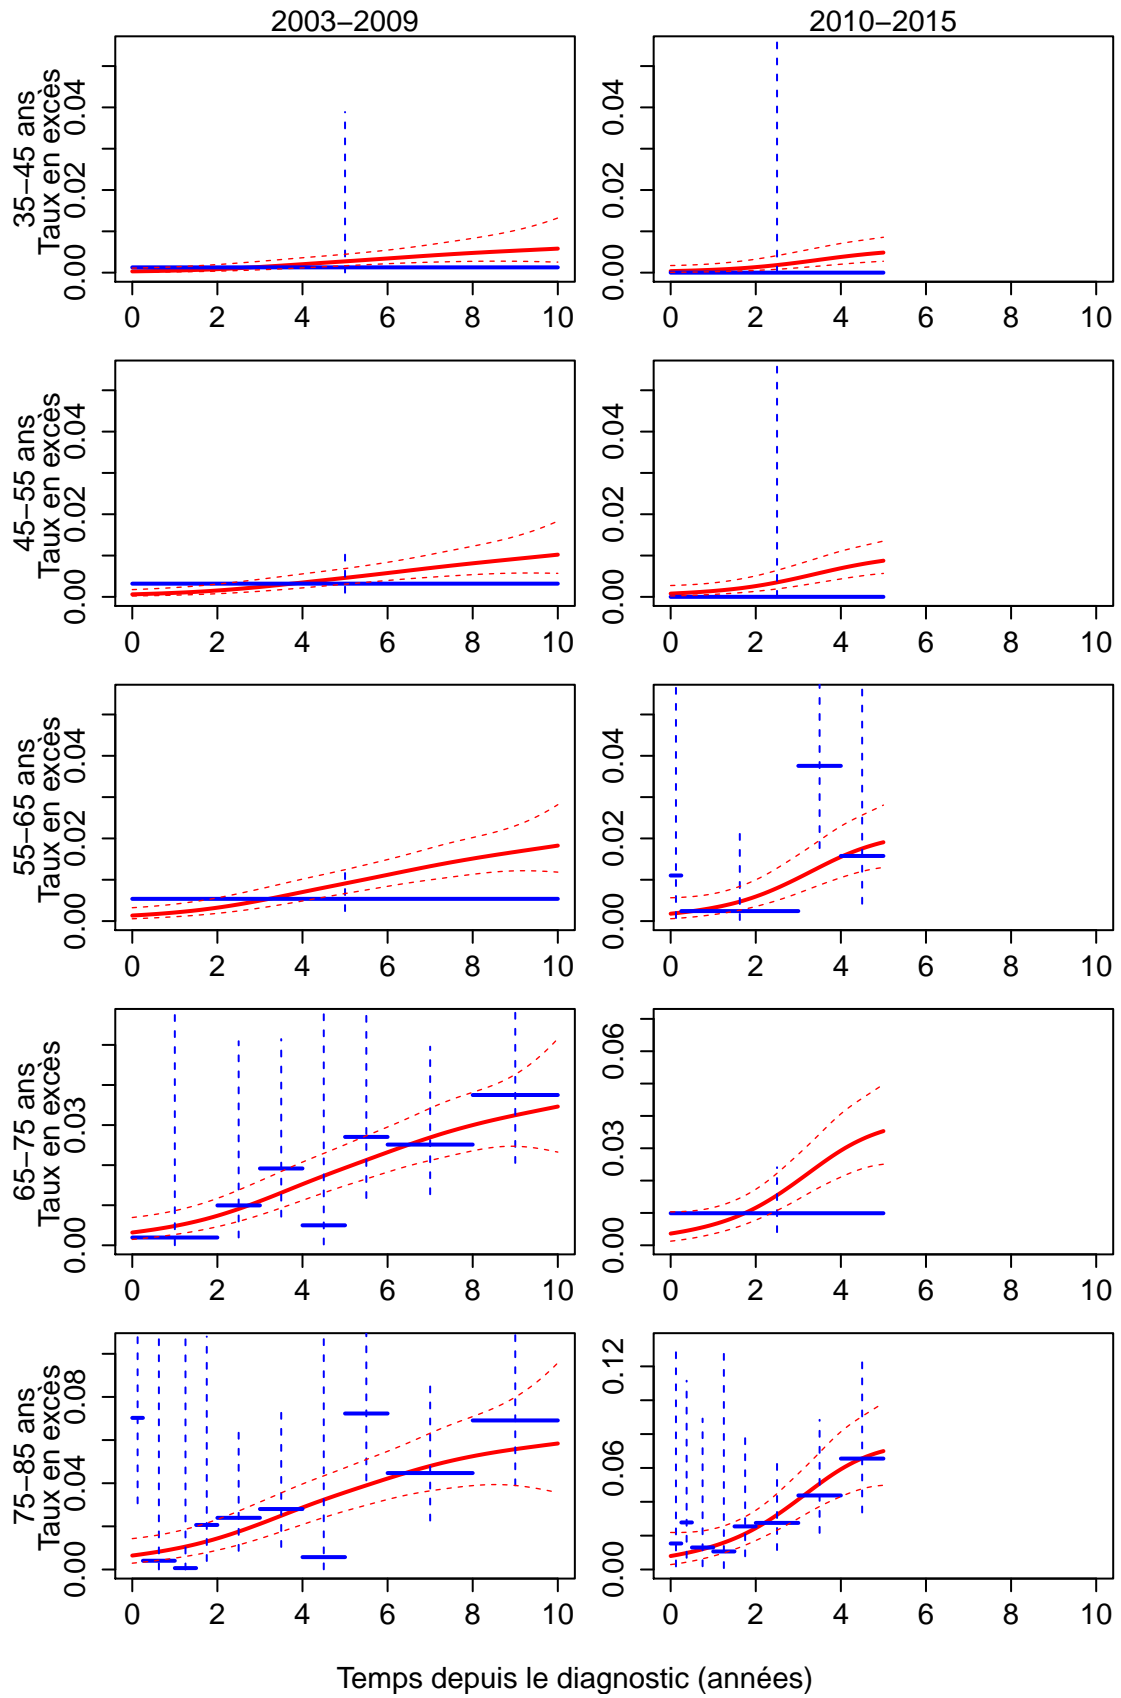 2003−2009 2010−2015
35−45 ans
Taux en excès
0.00 0.02 0.04
0.00 0.02 0.04
0 2 4 6 8 10 0 2 4 6 8 10
45−55 ans
Taux en excès
0.00 0.02 0.04
0.00 0.02 0.04
0 2 4 6 8 10 0 2 4 6 8 10
55−65 ans
Taux en excès
0.00 0.02 0.04
0.00 0.02 0.04
0 2 4 6 8 10 0 2 4 6 8 10
65−75 ans
Taux en excès
0.00 0.03
0.00 0.03 0.06
0 2 4 6 8 10 0 2 4 6 8 10
75−85 ans
Taux en excès
0.00 0.04 0.08
0.00 0.06 0.12
0 2 4 6 8 10 0 2 4 6 8 10
Temps depuis le diagnostic (années)